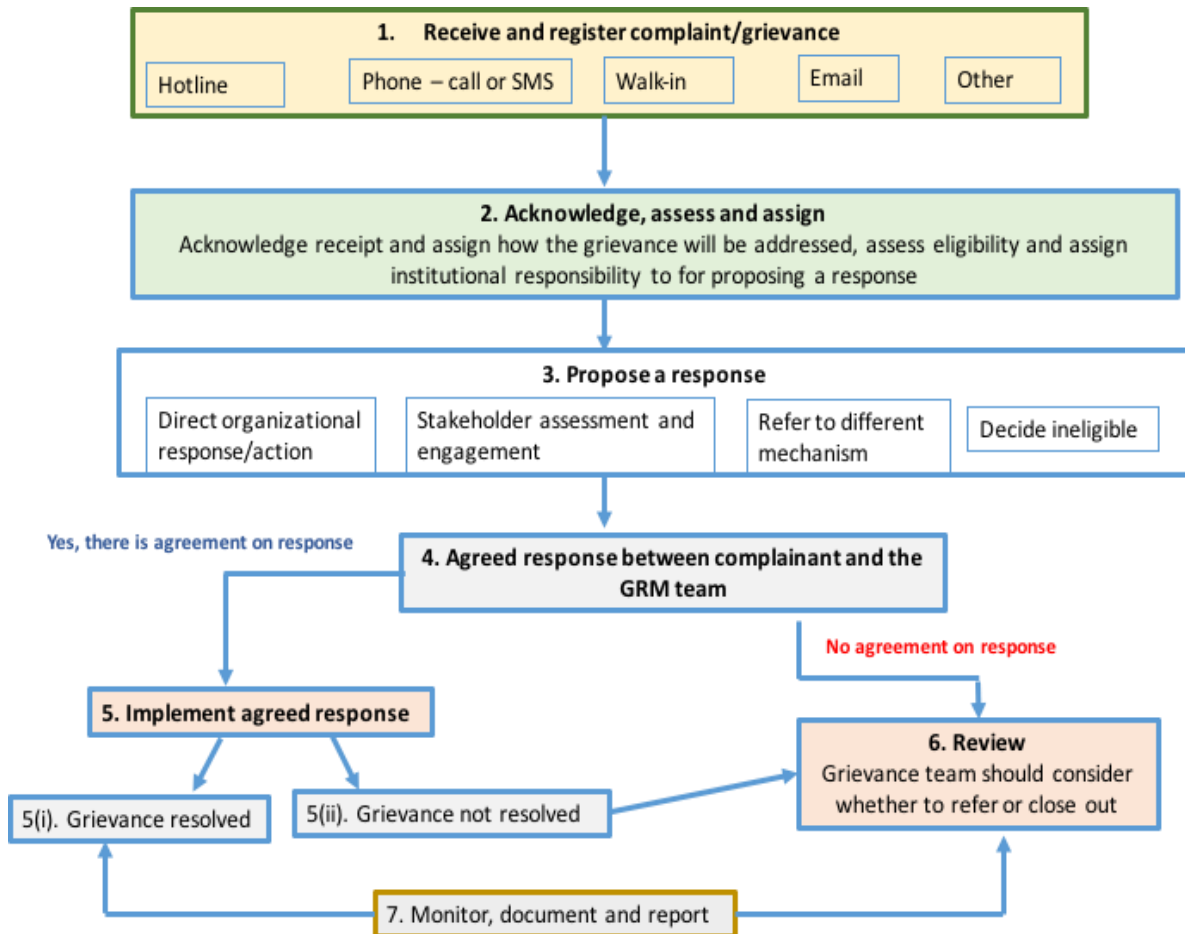 1. Receive and register complaint/grievance
Hotline
Phone – call or SMS
Walk-in
Email
Other
2. Acknowledge, assess and assign
Acknowledge receipt and assign how the grievance will be addressed, assess eligibility and assign
institutional responsibility to for proposing a response
3. Propose a response
Direct organizational
response/action
Stakeholder assessment and
engagement
Refer to different
mechanism
Decide ineligible
Yes, there is agreement on response
4. Agreed response between complainant and the
GRM team
No agreement on response
5. Implement agreed response
6. Review
Grievance team should consider
whether to refer or close out
5(i). Grievance resolved
5(ii). Grievance not resolved
7. Monitor, document and report